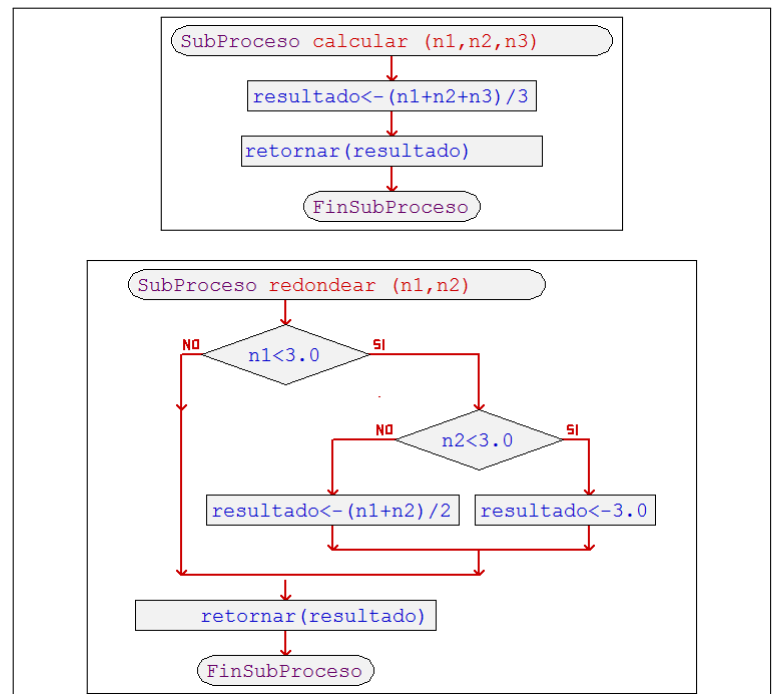 SubProceso calcular (n1,n2,n3)
resultado<-(n1+n2+n3)/3
retornar(resultado)
FinSubProceso
SubProceso redondear (n1,n2)
NO
n1<3.0
SI
NO
n2<3.0
SI
resultado<-(n1+n2)/2
resultado<-3.0
retornar(resultado)
FinSubProceso